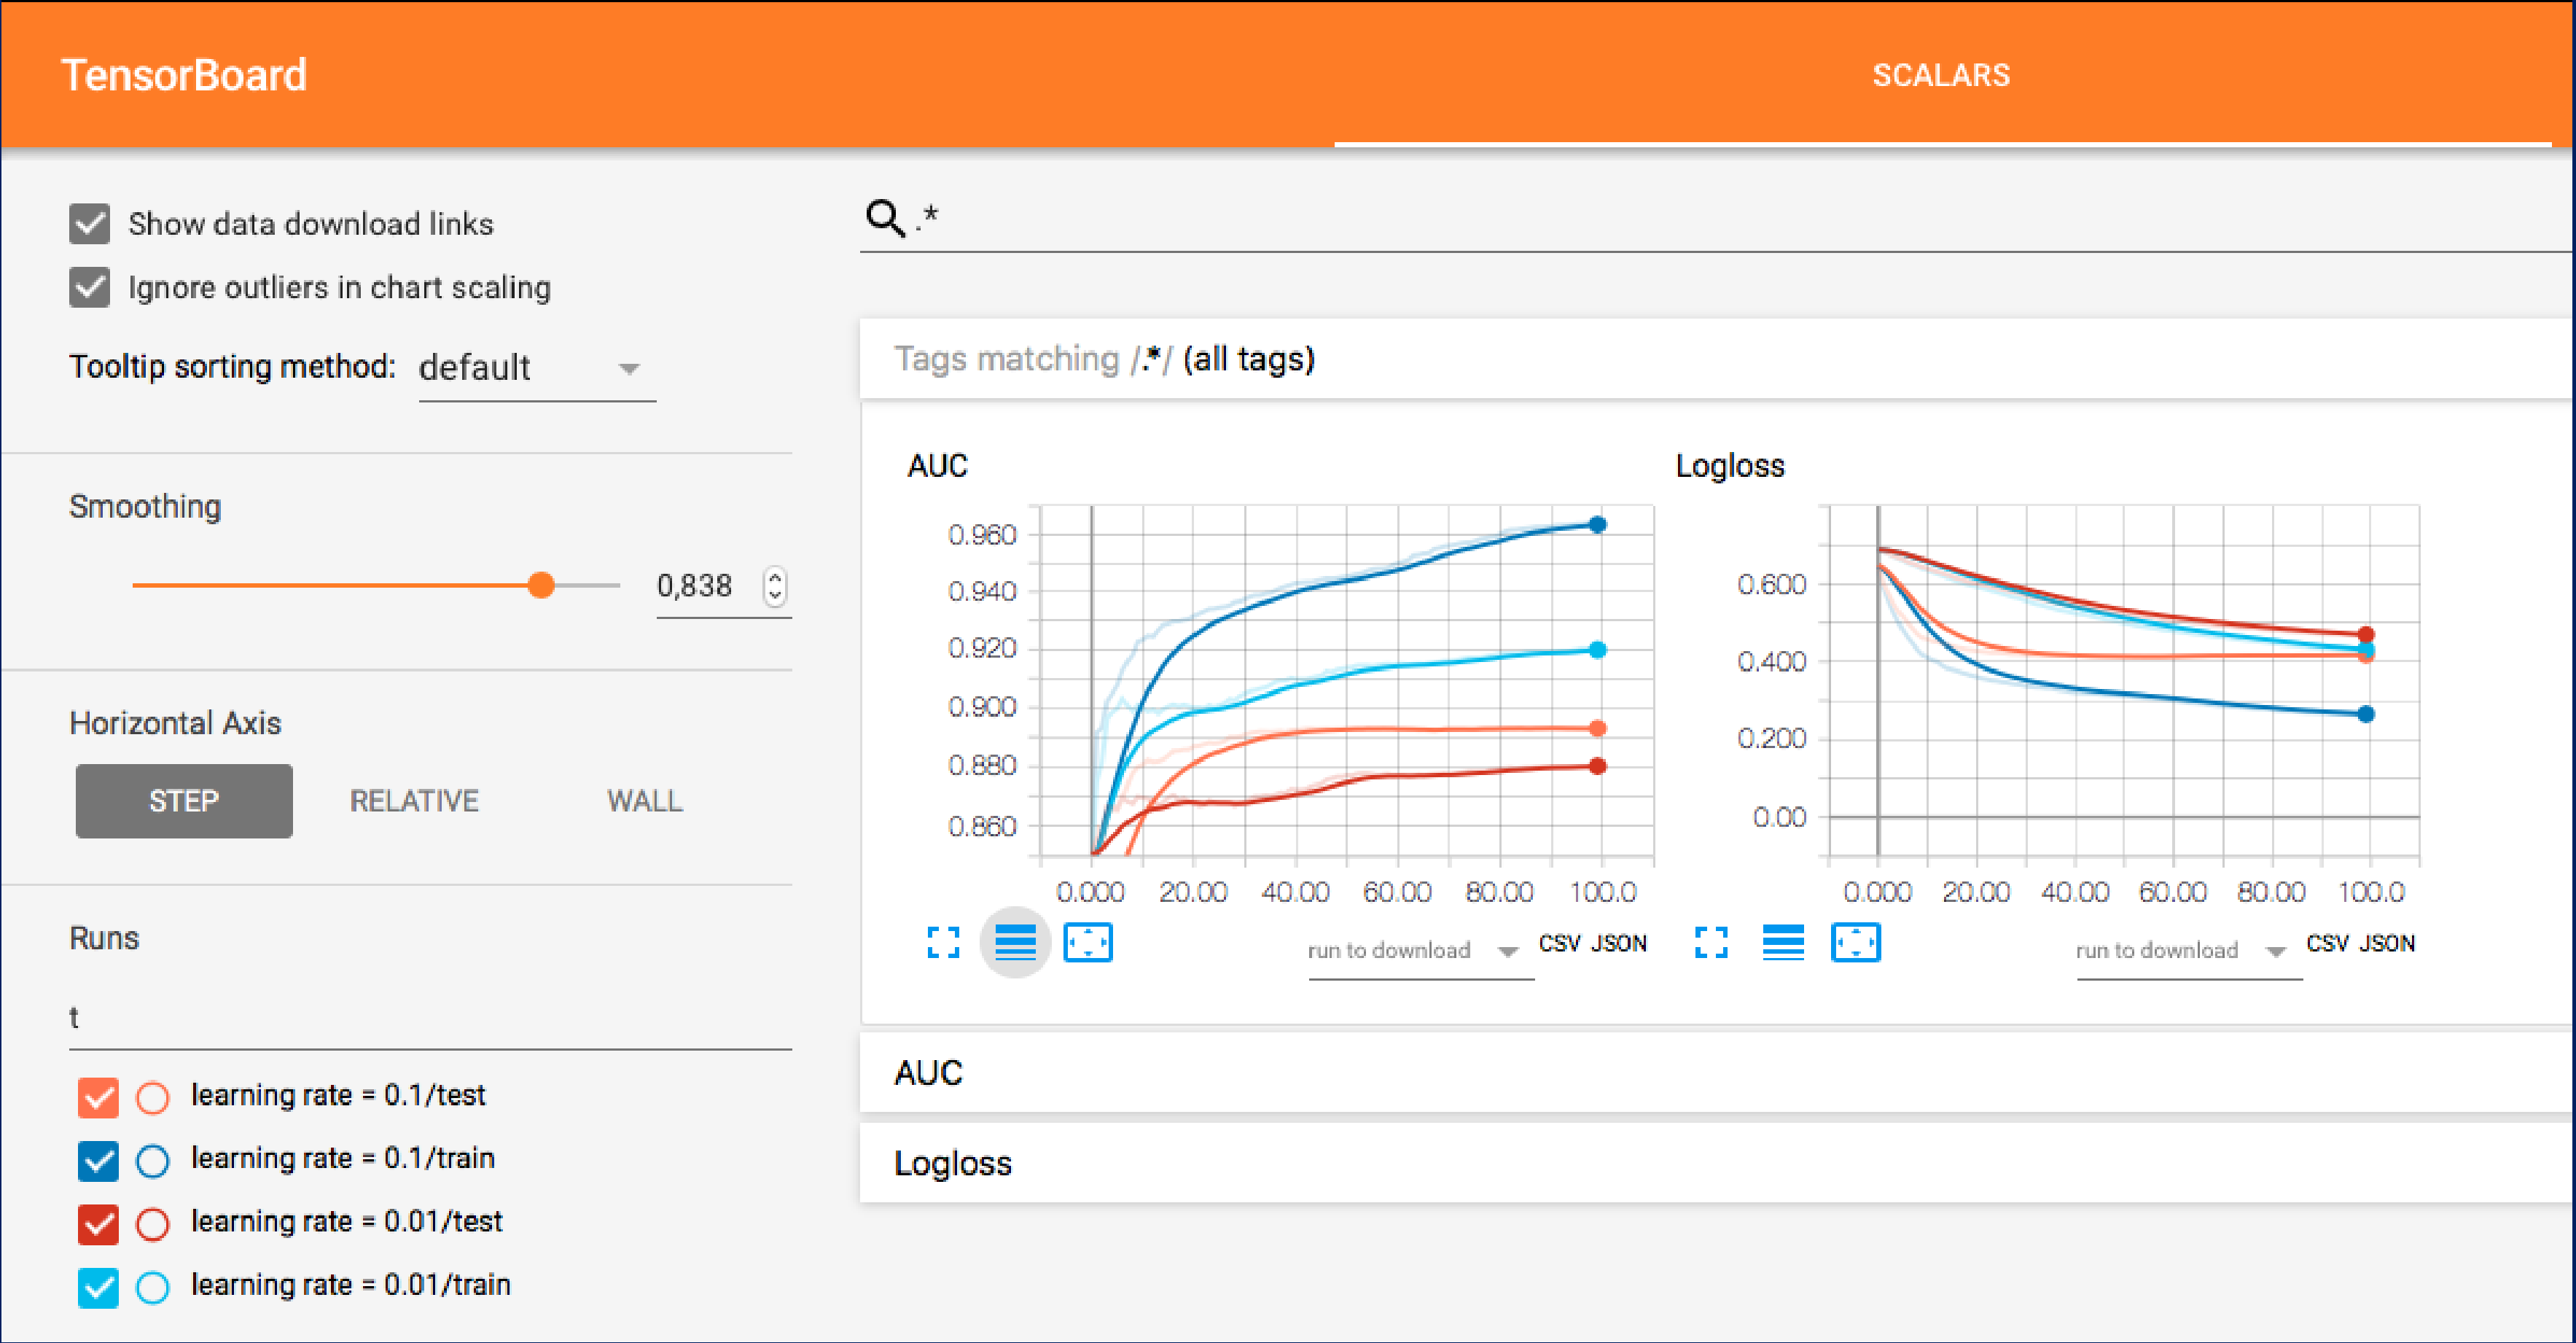 TensorBoard
SCALARS
Show data download links
Ignore outliers in chart scaling
Tooltip sorting method: default
Smoothing
0,838
Horizontal Axis
STEP RELATIVE WALL
Runs
t
learning rate = 0.1/test
learning rate = 0.1/train
learning rate = 0.01/test
learning rate = 0.01/train
.*
Tags matching /.*/ (all tags)
AUC
0.960
0.940
0.920
0.900
0.880
0.860
0.000 20.00 40.00 60.00 80.00 100.0
run to download CSV JSON
Logloss
0.600
0.400
0.200
0.00
0.000 20.00 40.00 60.00 80.00 100.0
run to download CSV JSON
AUC
Logloss